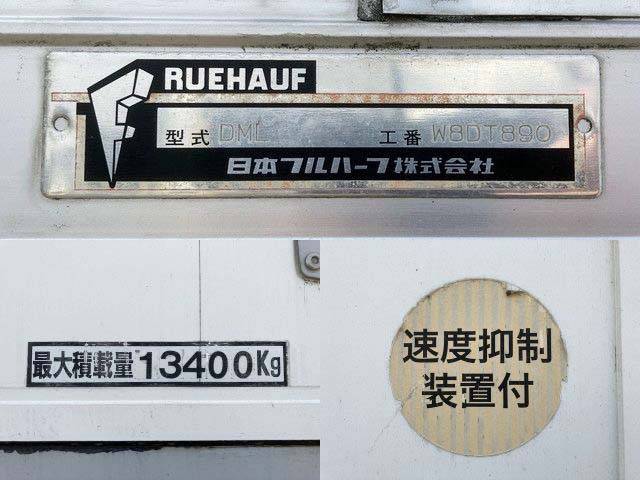 RUEHAUF
型式 DML 工番 W8DT890
日本フルハーフ株式会社
最大積載量 13400Kg
速度抑制
装置付